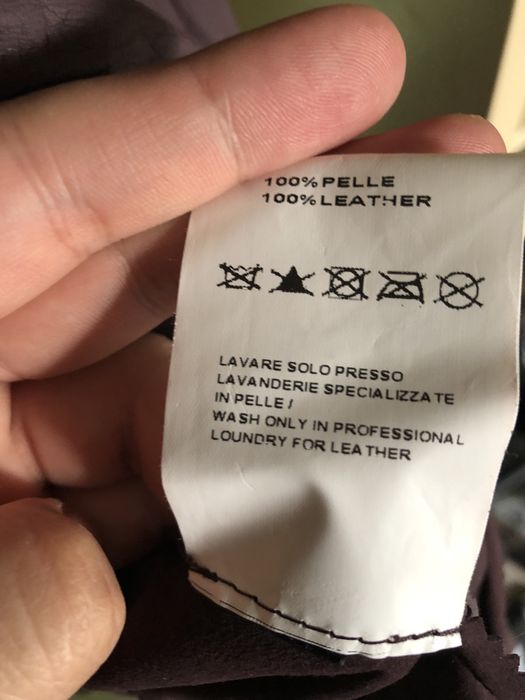 100% PELLE
100% LEATHER
LAVARE SOLO PRESSO
LAVANDERIE SPECIALIZZATE
IN PELLE /
WASH ONLY IN PROFESSIONAL
LOUNDRY FOR LEATHER